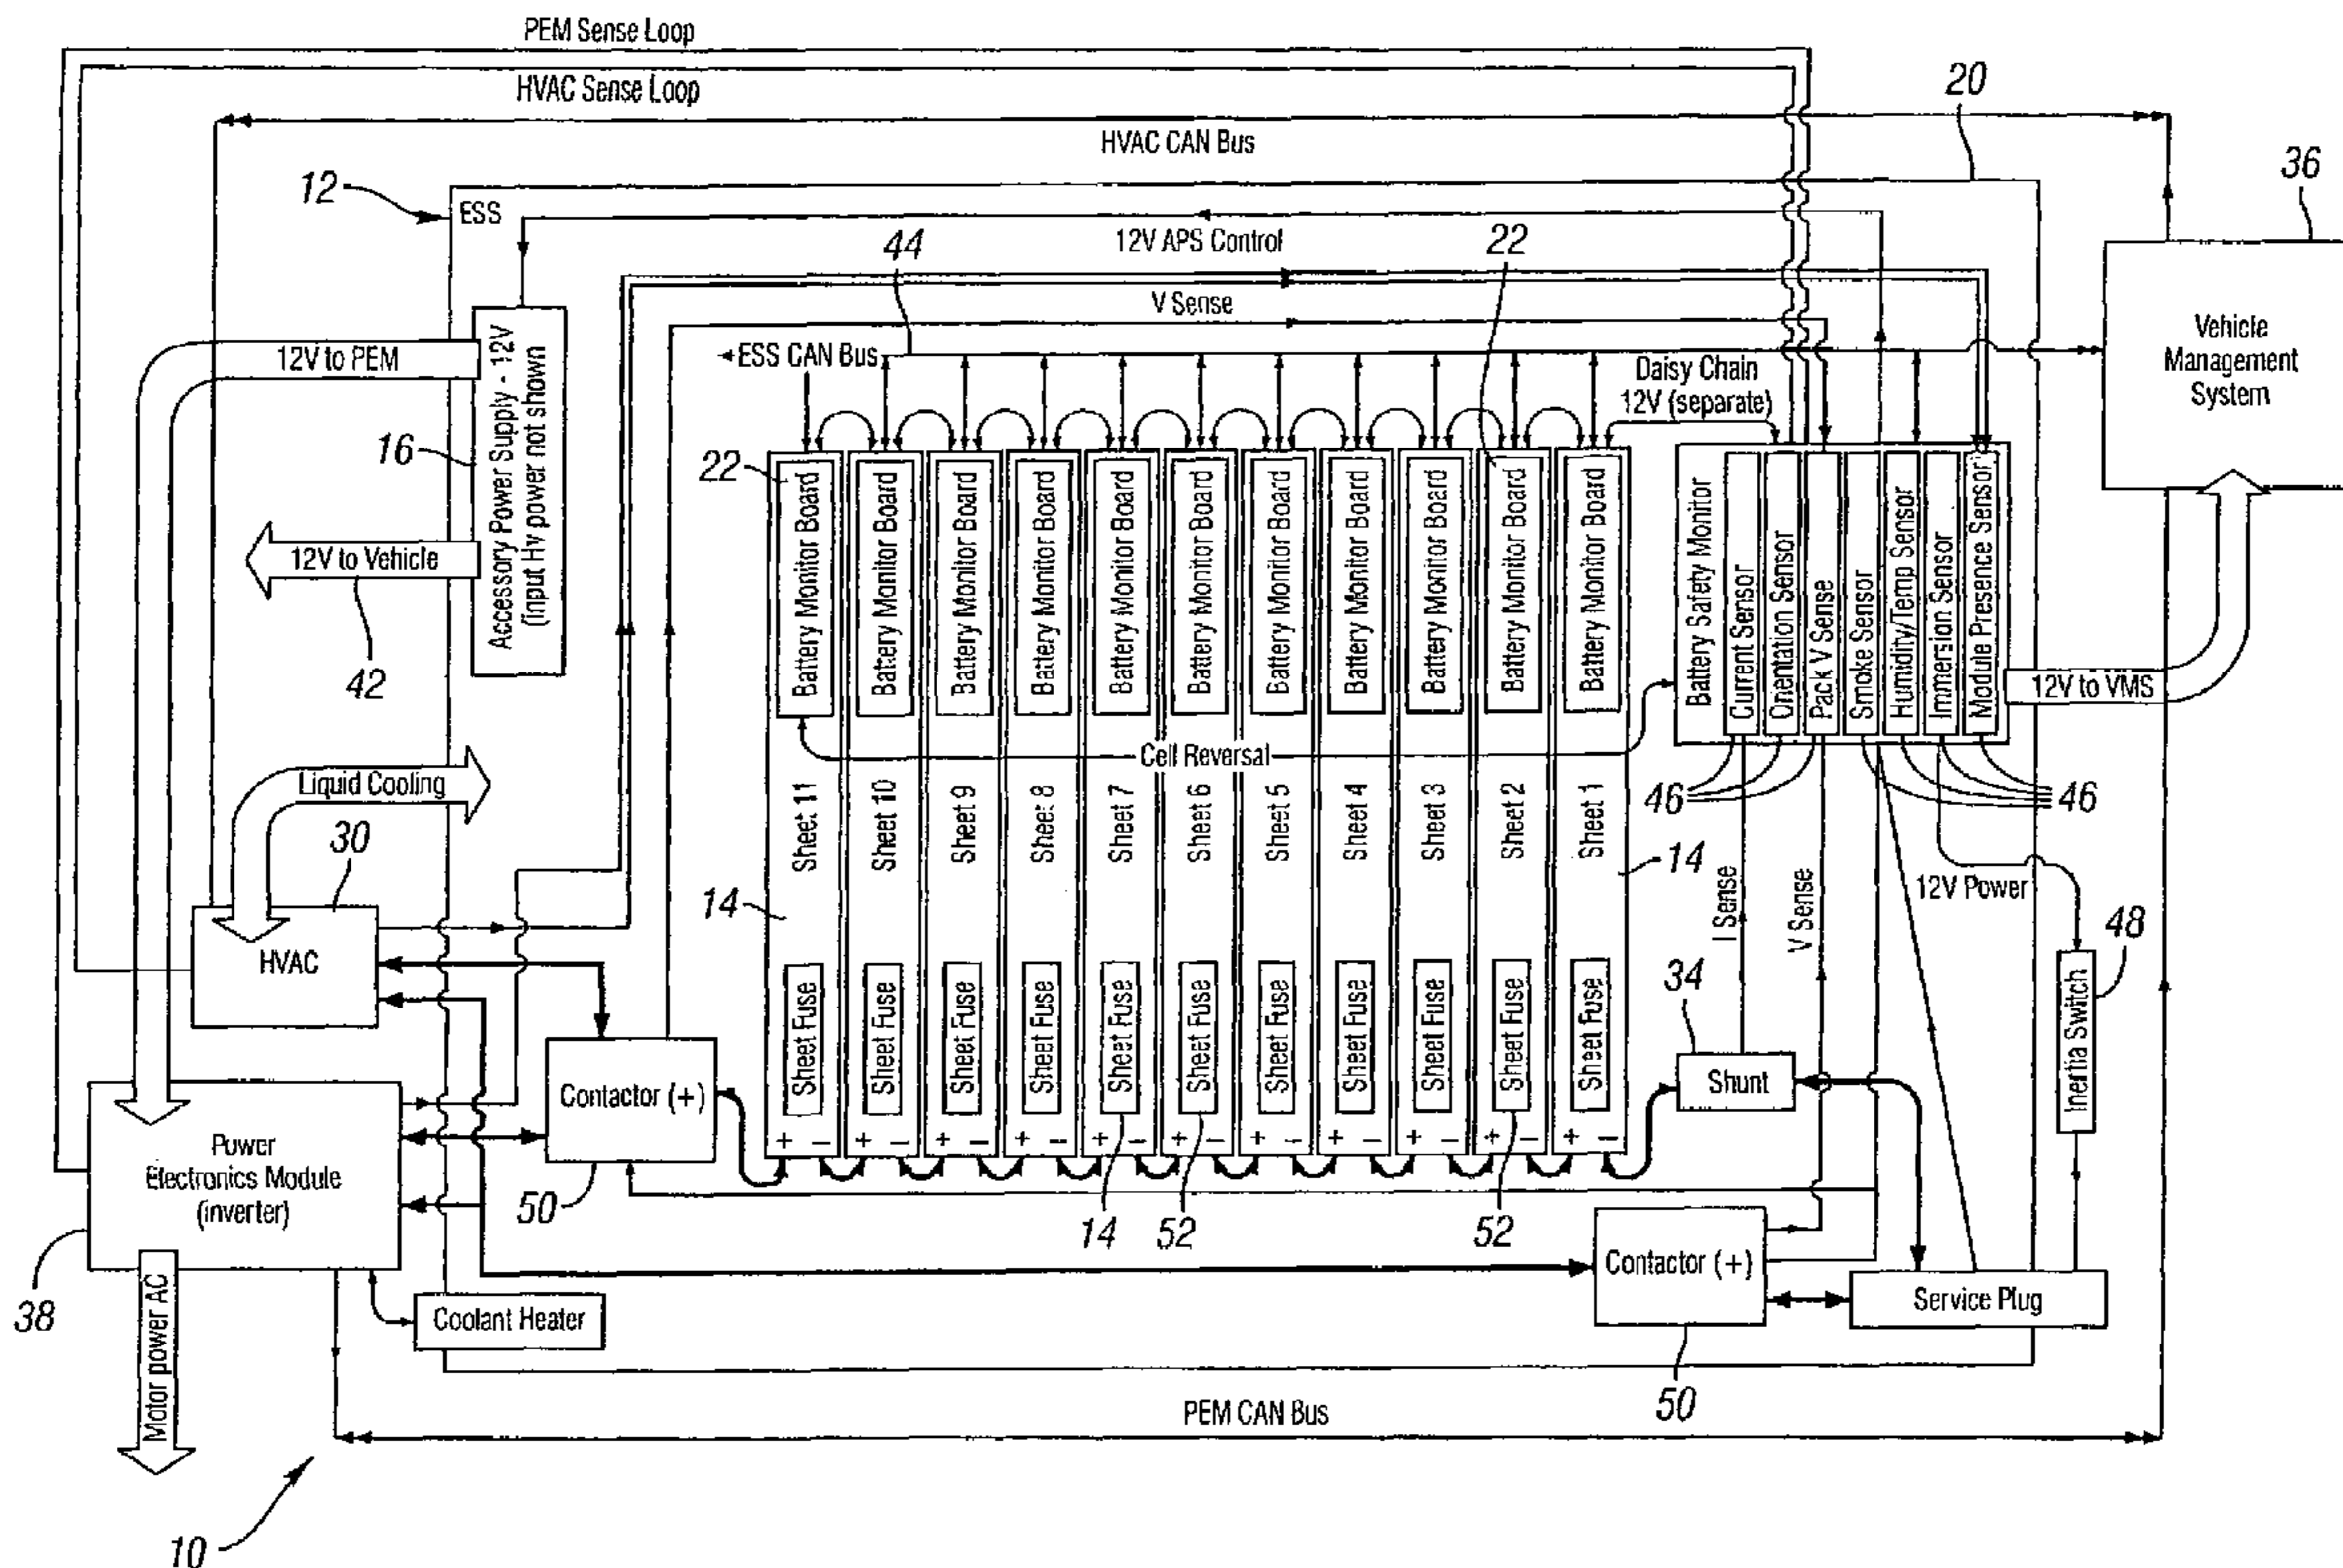 PEM Sense Loop
HVAC Sense Loop
HVAC CAN Bus
20
36
12
ESS
12V APS Control
44
22
V Sense
ESS CAN Bus
Daisy Chain
12V (separate)
Vehicle
Management
System
12V to PEM
Accessory Power Supply - 12V
(Input Hv power not shown
16
12V to Vehicle
42
22
Battery Monitor Board
Battery Monitor Board
Battery Monitor Board
Battery Monitor Board
Battery Monitor Board
Battery Monitor Board
Battery Monitor Board
Battery Monitor Board
Battery Monitor Board
Battery Monitor Board
Battery Monitor Board
Battery Safety Monitor
Current Sensor
Orientation Sensor
Pack V Sense
Smoke Sensor
Humidity/Temp Sensor
Immersion Sensor
Module Presence Sensor
12V to VMS
Cell Reversal
Liquid Cooling
46
46
30
HVAC
Sheet 11
Sheet 10
Sheet 9
Sheet 8
Sheet 7
Sheet 6
Sheet 5
Sheet 4
Sheet 3
Sheet 2
Sheet 1
14
14
I Sense
V Sense
12V Power
48
Inertia Switch
34
Shunt
Contactor (+)
50
Sheet Fuse
Sheet Fuse
Sheet Fuse
Sheet Fuse
Sheet Fuse
Sheet Fuse
Sheet Fuse
Sheet Fuse
Sheet Fuse
Sheet Fuse
Sheet Fuse
+ − + − + − + − + − + − + − + − + − + − + −
14
52
52
Power
Electronics Module
(inverter)
38
Motor power AC
Coolant Heater
Contactor (+)
50
Service Plug
PEM CAN Bus
10